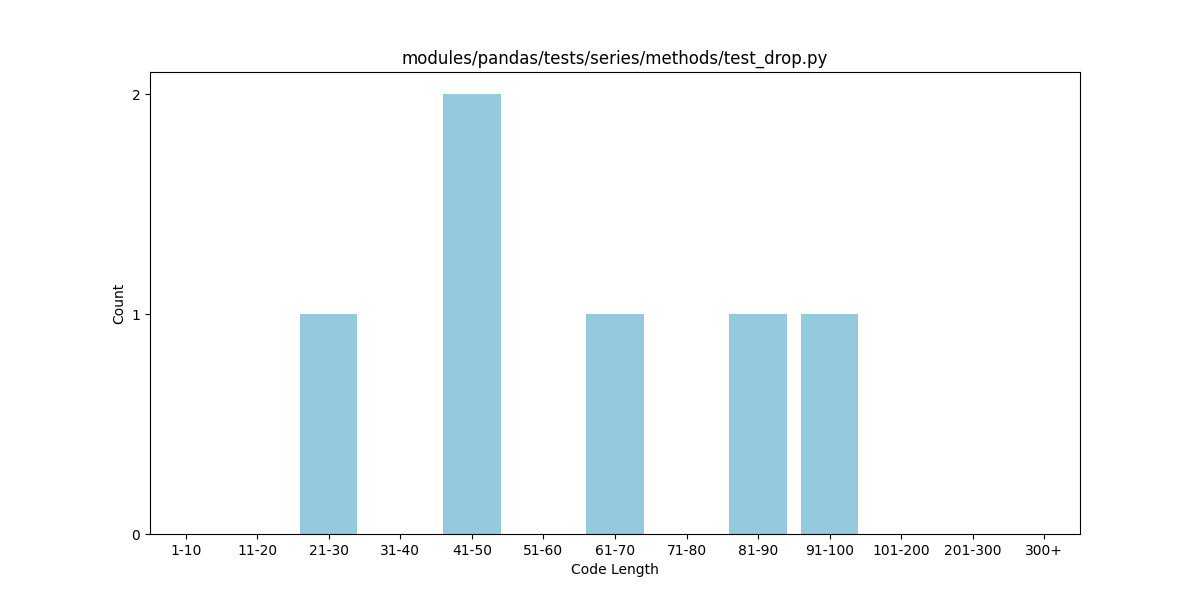 modules/pandas/tests/series/methods/test_drop.py
Count
2
1
0
1-10 11-20 21-30 31-40 41-50 51-60 61-70 71-80 81-90 91-100 101-200 201-300 300+
Code Length